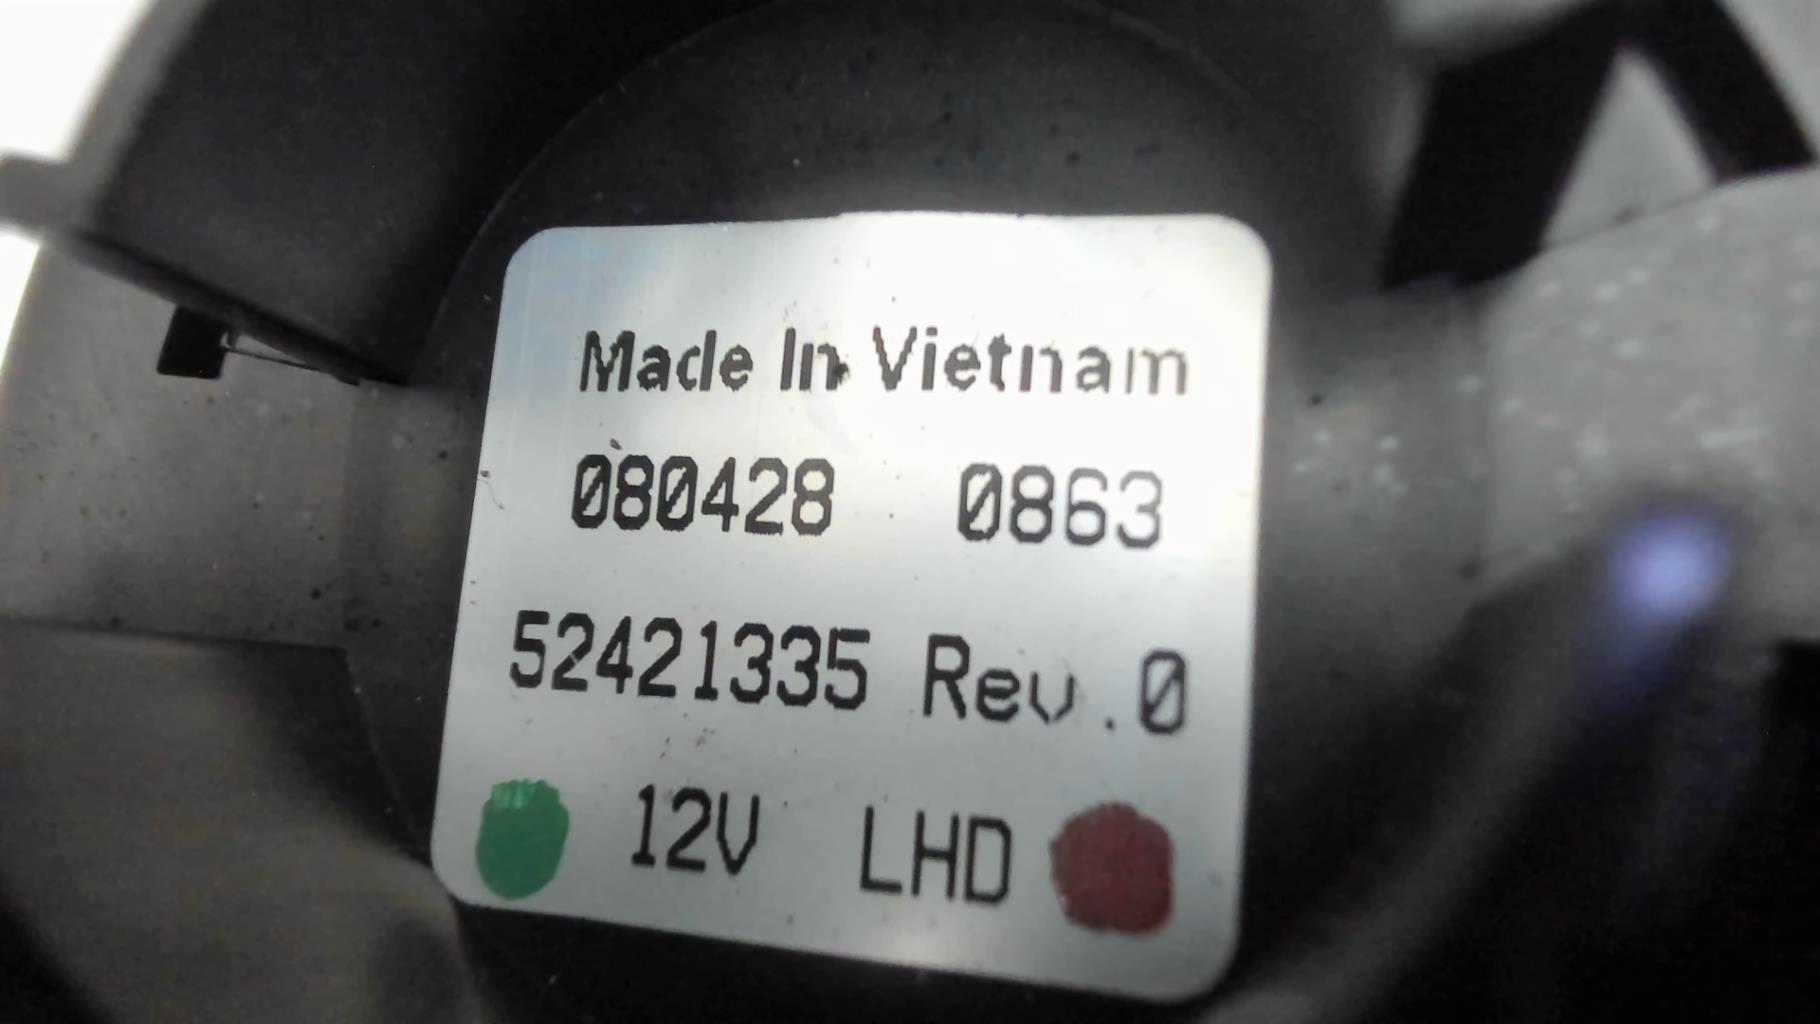 Made In Vietnam
080428 0863
52421335 Rev.0
12V LHD